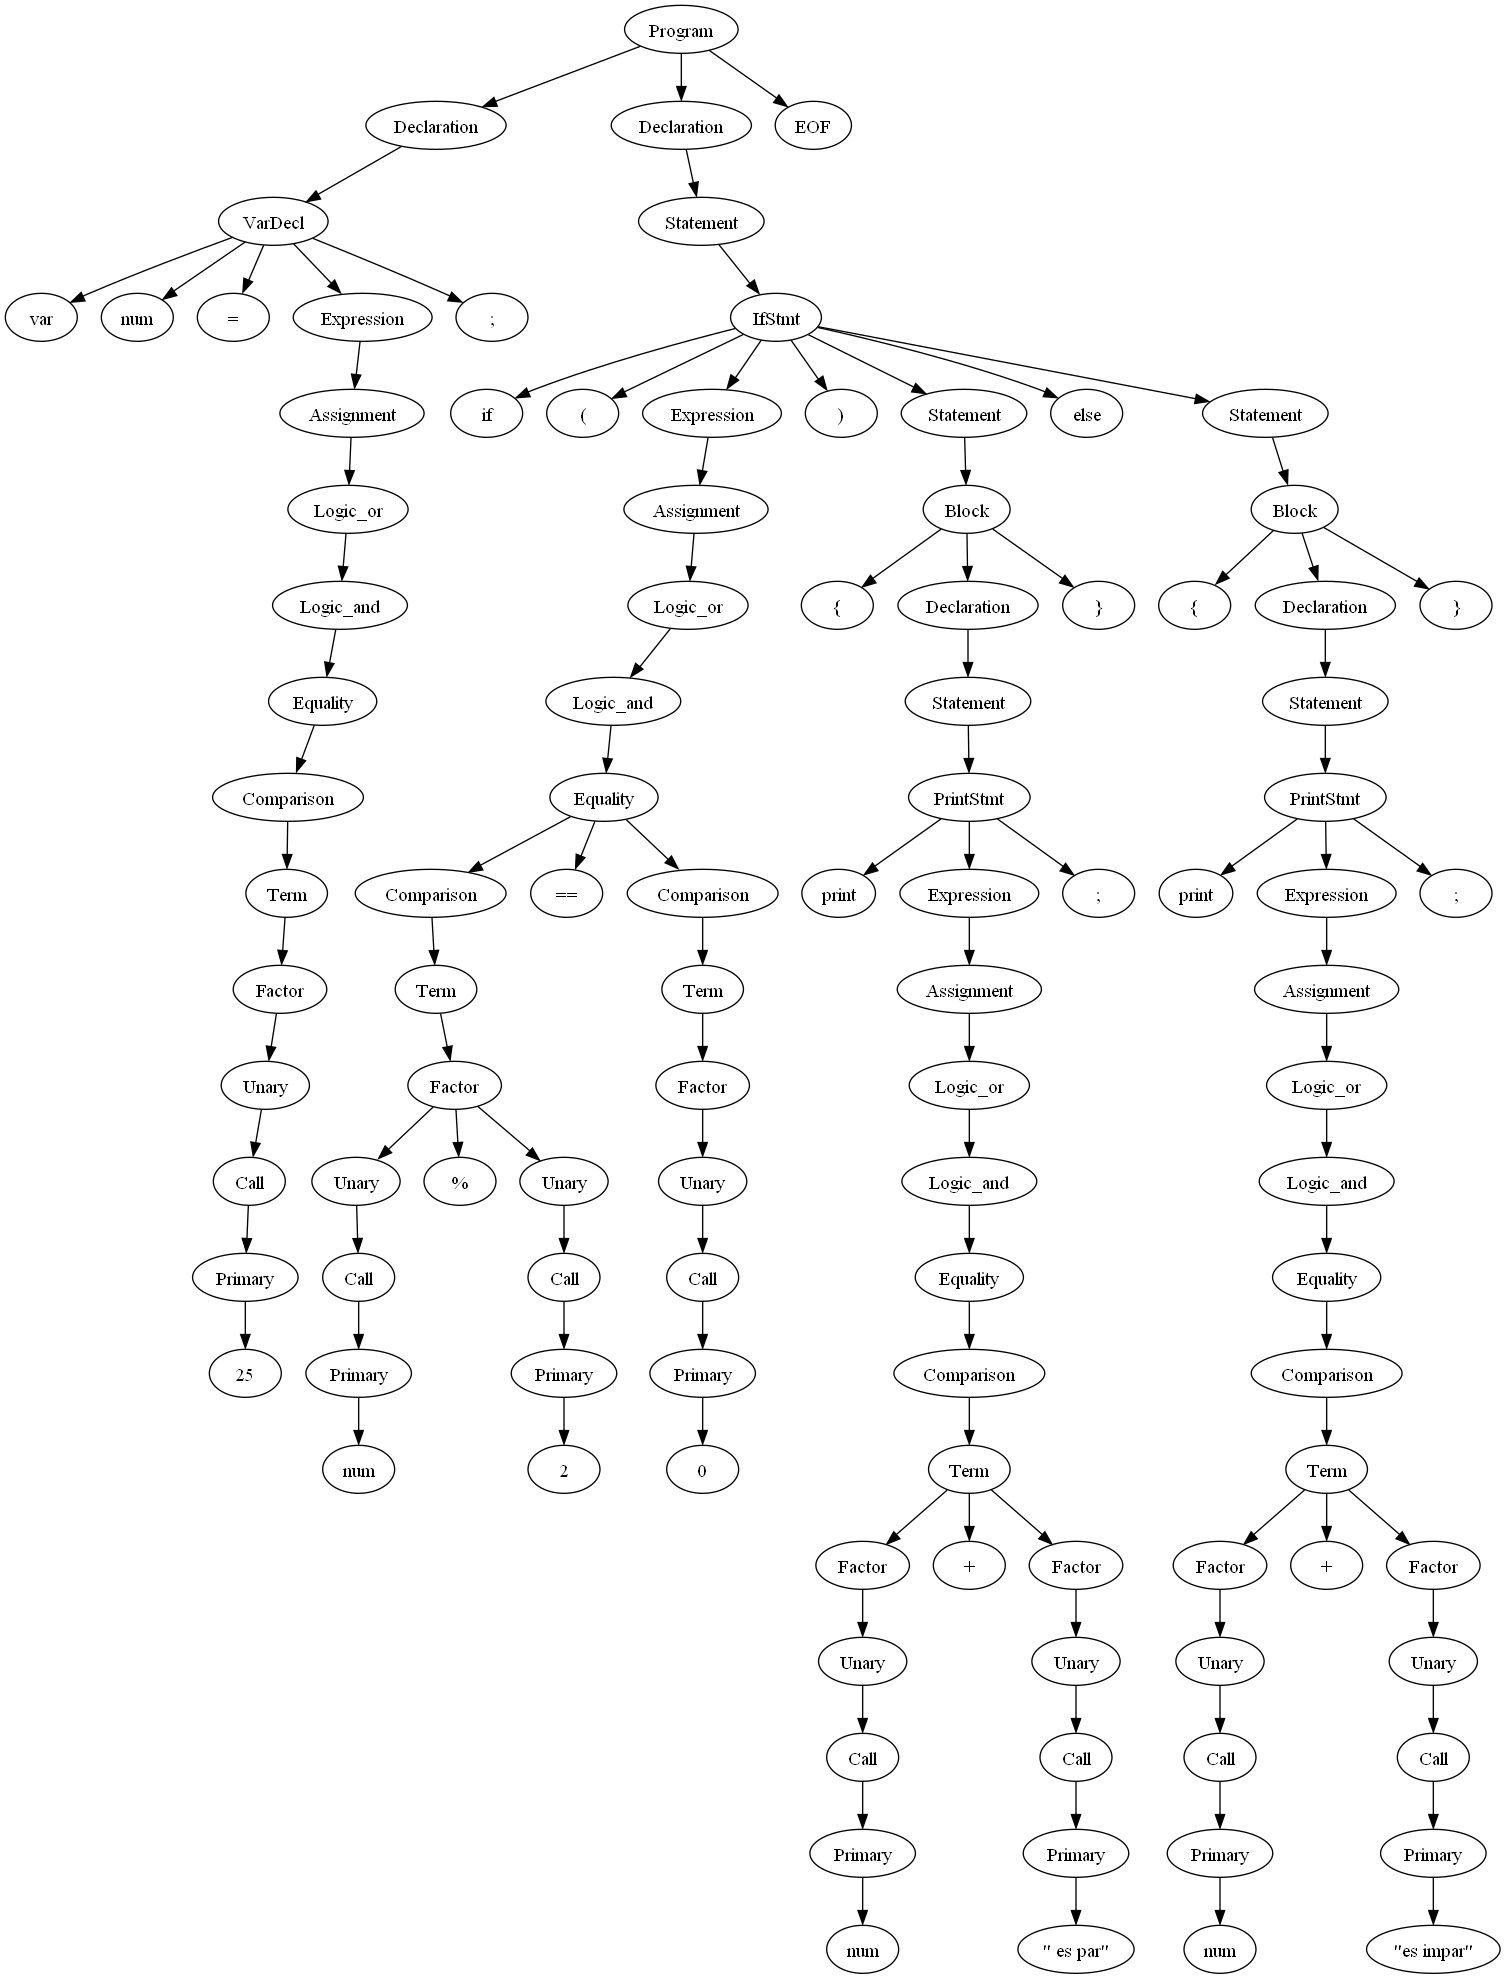 Program
Declaration Declaration EOF
VarDecl Statement
var num = Expression ; IfStmt
Assignment if ( Expression ) Statement else Statement
Logic_or Assignment Block Block
Logic_and Logic_or { Declaration } { Declaration }
Equality Logic_and Statement Statement
Comparison Equality PrintStmt PrintStmt
Term Comparison == Comparison print Expression ; print Expression ;
Factor Term Term Assignment Assignment
Unary Factor Factor Logic_or Logic_or
Call Unary % Unary Unary Logic_and Logic_and
Primary Call Call Call Equality Equality
25 Primary Primary Primary Comparison Comparison
num 2 0 Term Term
Factor + Factor Factor + Factor
Unary Unary Unary Unary
Call Call Call Call
Primary Primary Primary Primary
num " es par" num "es impar"